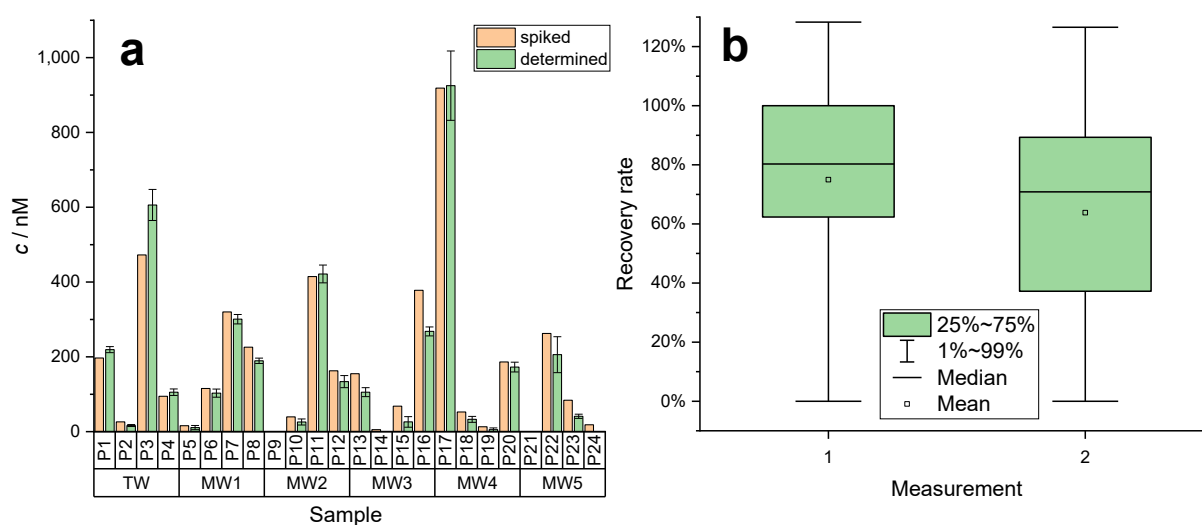 a
spiked
determined
1,000
800
600
400
200
0
c / nM
P1 P2 P3 P4 P5 P6 P7 P8 P9 P10 P11 P12 P13 P14 P15 P16 P17 P18 P19 P20 P21 P22 P23 P24
TW MW1 MW2 MW3 MW4 MW5
Sample
b
120%
100%
80%
60%
40%
20%
0%
Recovery rate
25%~75%
1%~99%
Median
Mean
1 2
Measurement